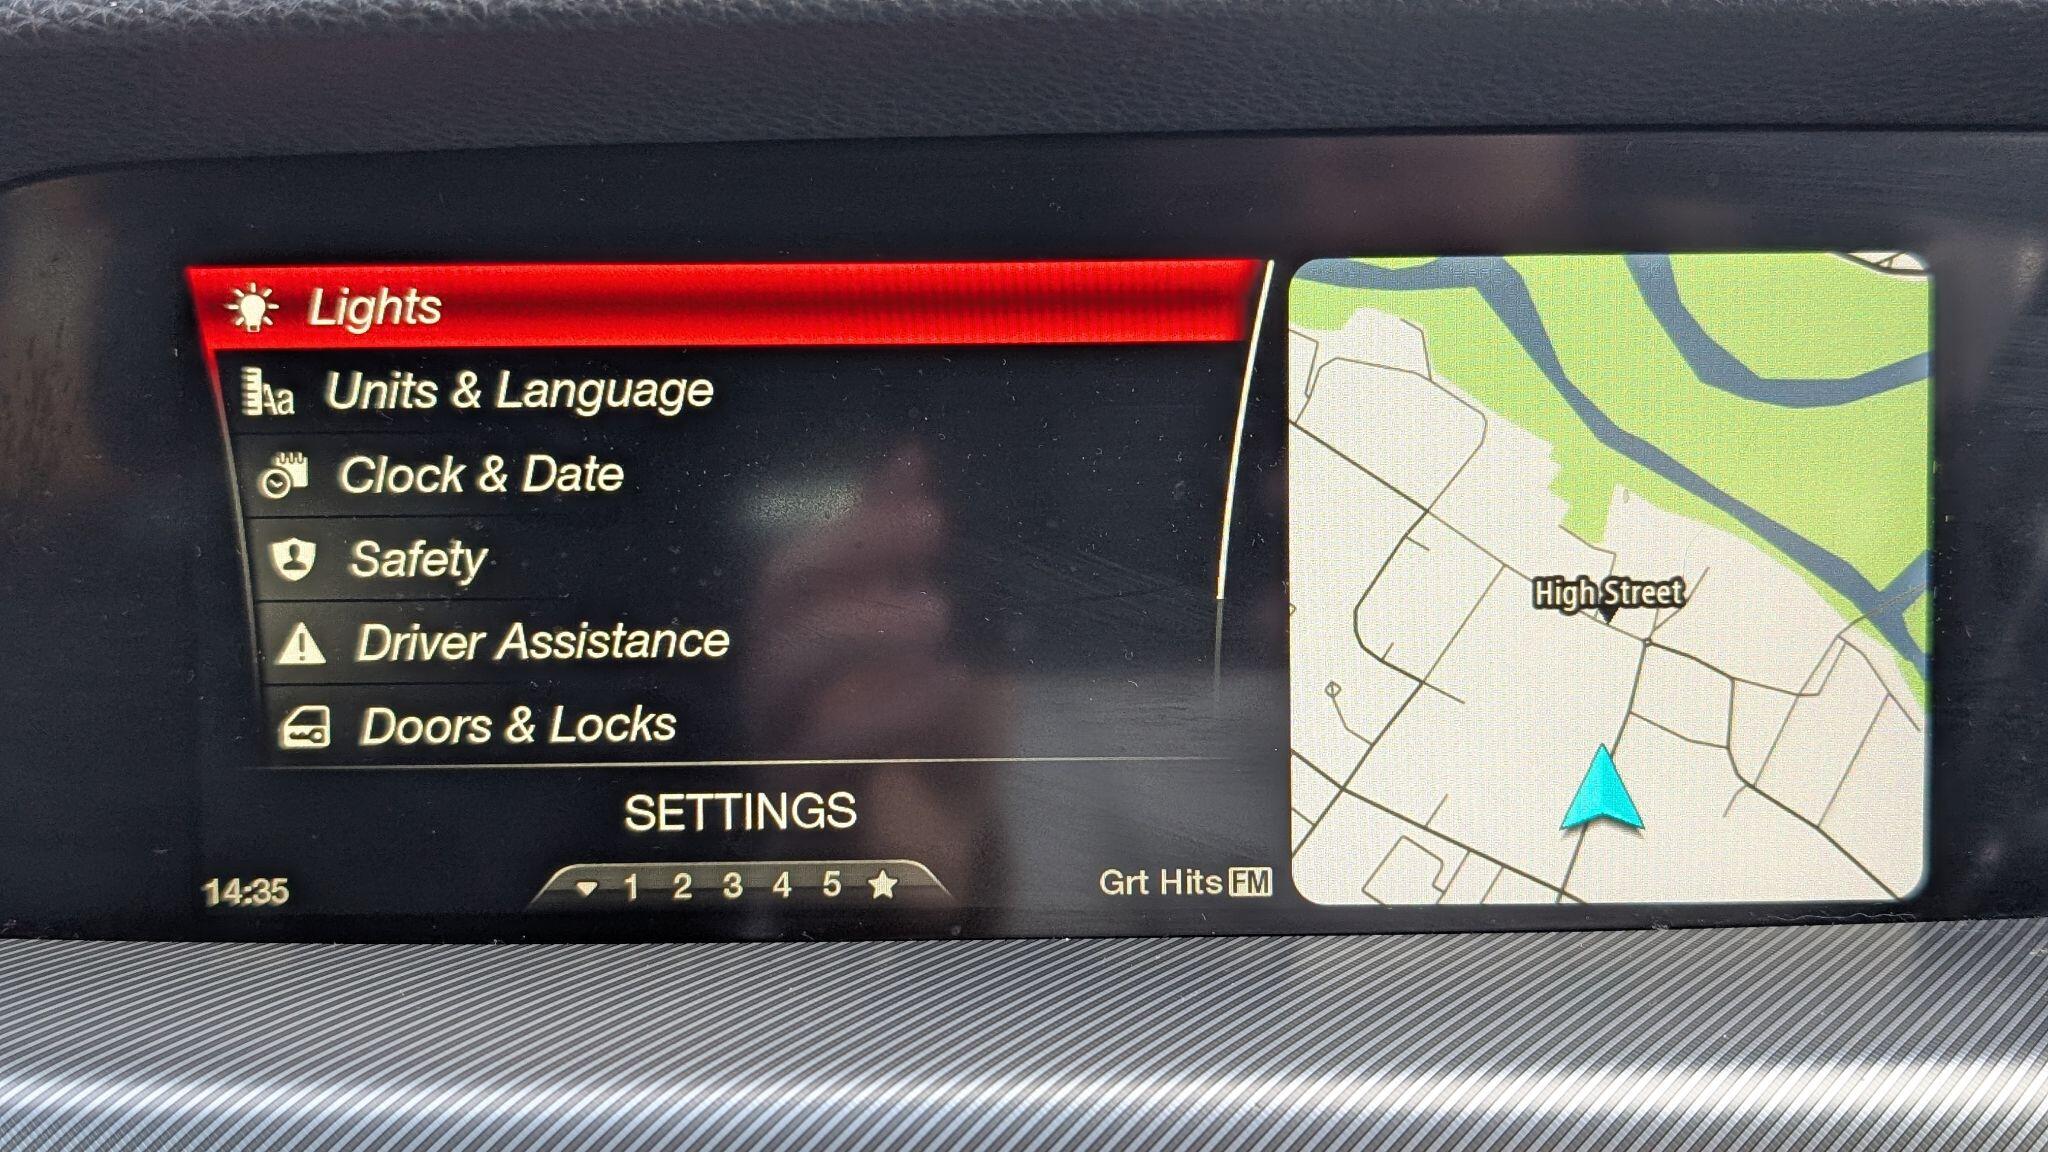 Lights
Aa Units & Language
Clock & Date
Safety
Driver Assistance
Doors & Locks
SETTINGS
14:35
1 2 3 4 5
Grt Hits FM
High Street